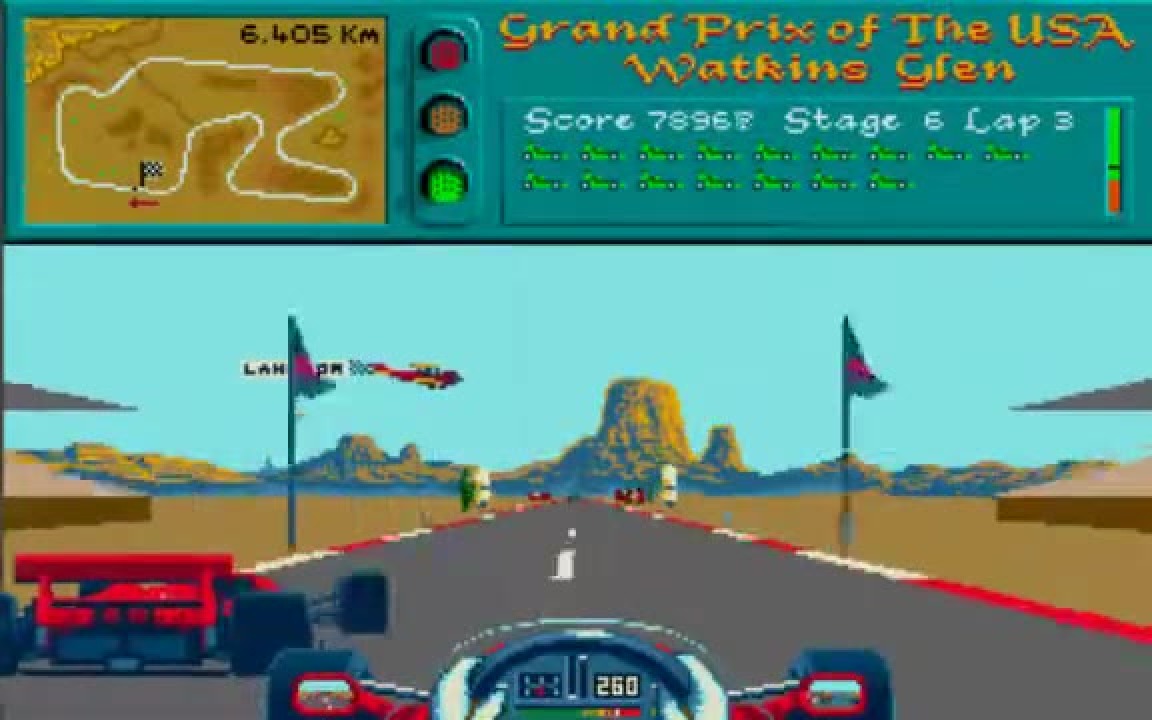 6.405 Km
Grand Prix of The USA
Watkins Glen
Score Stage 6 Lap 3
260